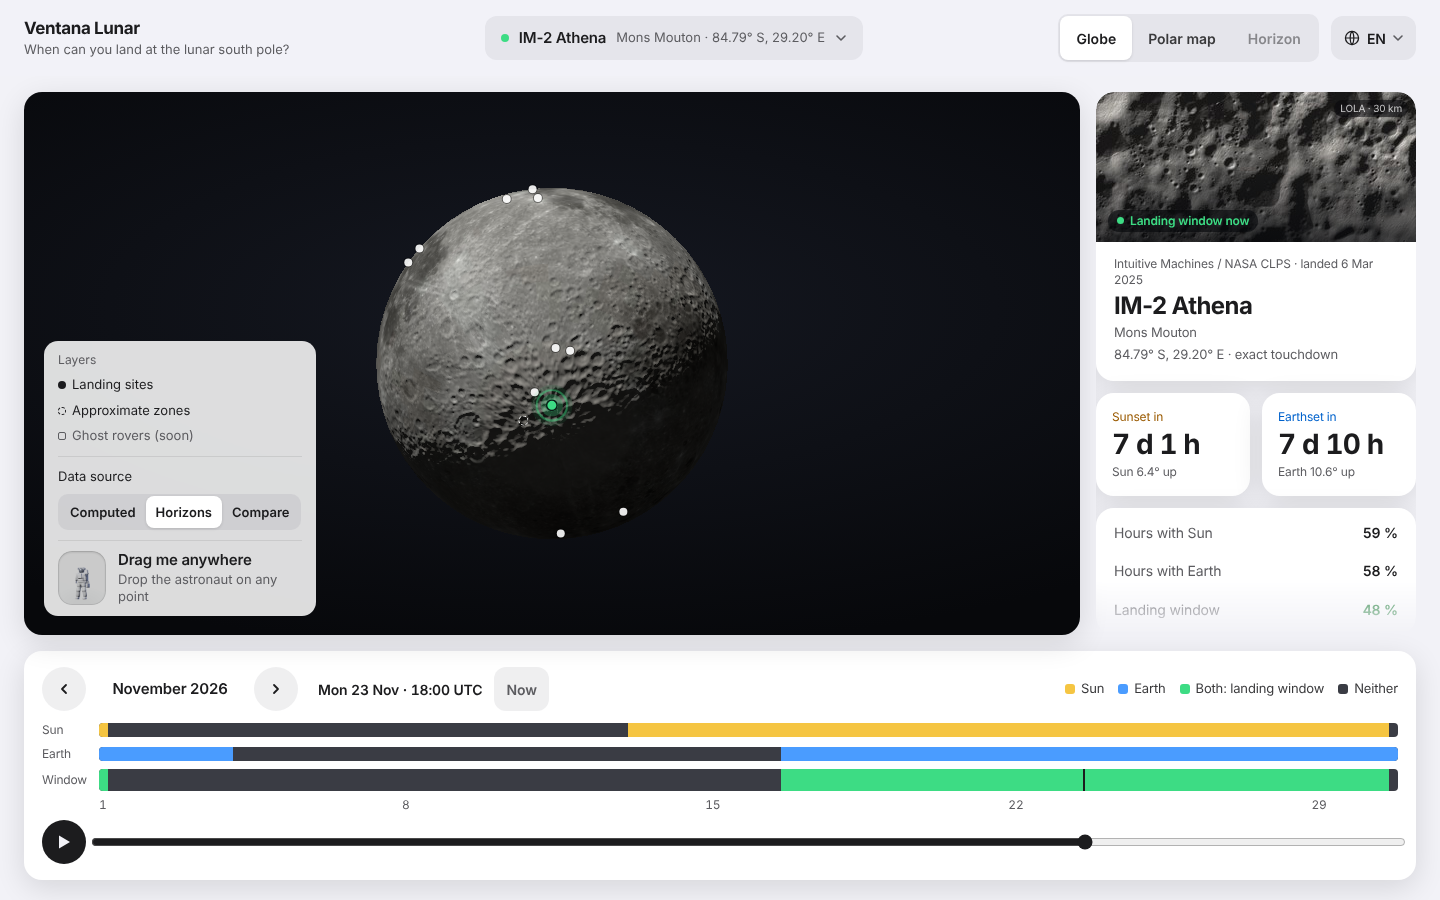 Ventana Lunar
When can you land at the lunar south pole?
IM-2 Athena Mons Mouton · 84.79° S, 29.20° E
Globe Polar map Horizon
EN
LOLA · 30 km
Landing window now
Intuitive Machines / NASA CLPS · landed 6 Mar
2025
IM-2 Athena
Mons Mouton
84.79° S, 29.20° E · exact touchdown
Layers
Landing sites
Approximate zones
Ghost rovers (soon)
Data source
Computed Horizons Compare
Drag me anywhere
Drop the astronaut on any
point
Sunset in
7 d 1 h
Sun 6.4° up
Earthset in
7 d 10 h
Earth 10.6° up
Hours with Sun 59 %
Hours with Earth 58 %
Landing window 48 %
November 2026
Mon 23 Nov · 18:00 UTC
Now
Sun Earth Both: landing window Neither
Sun
Earth
Window
1 8 15 22 29